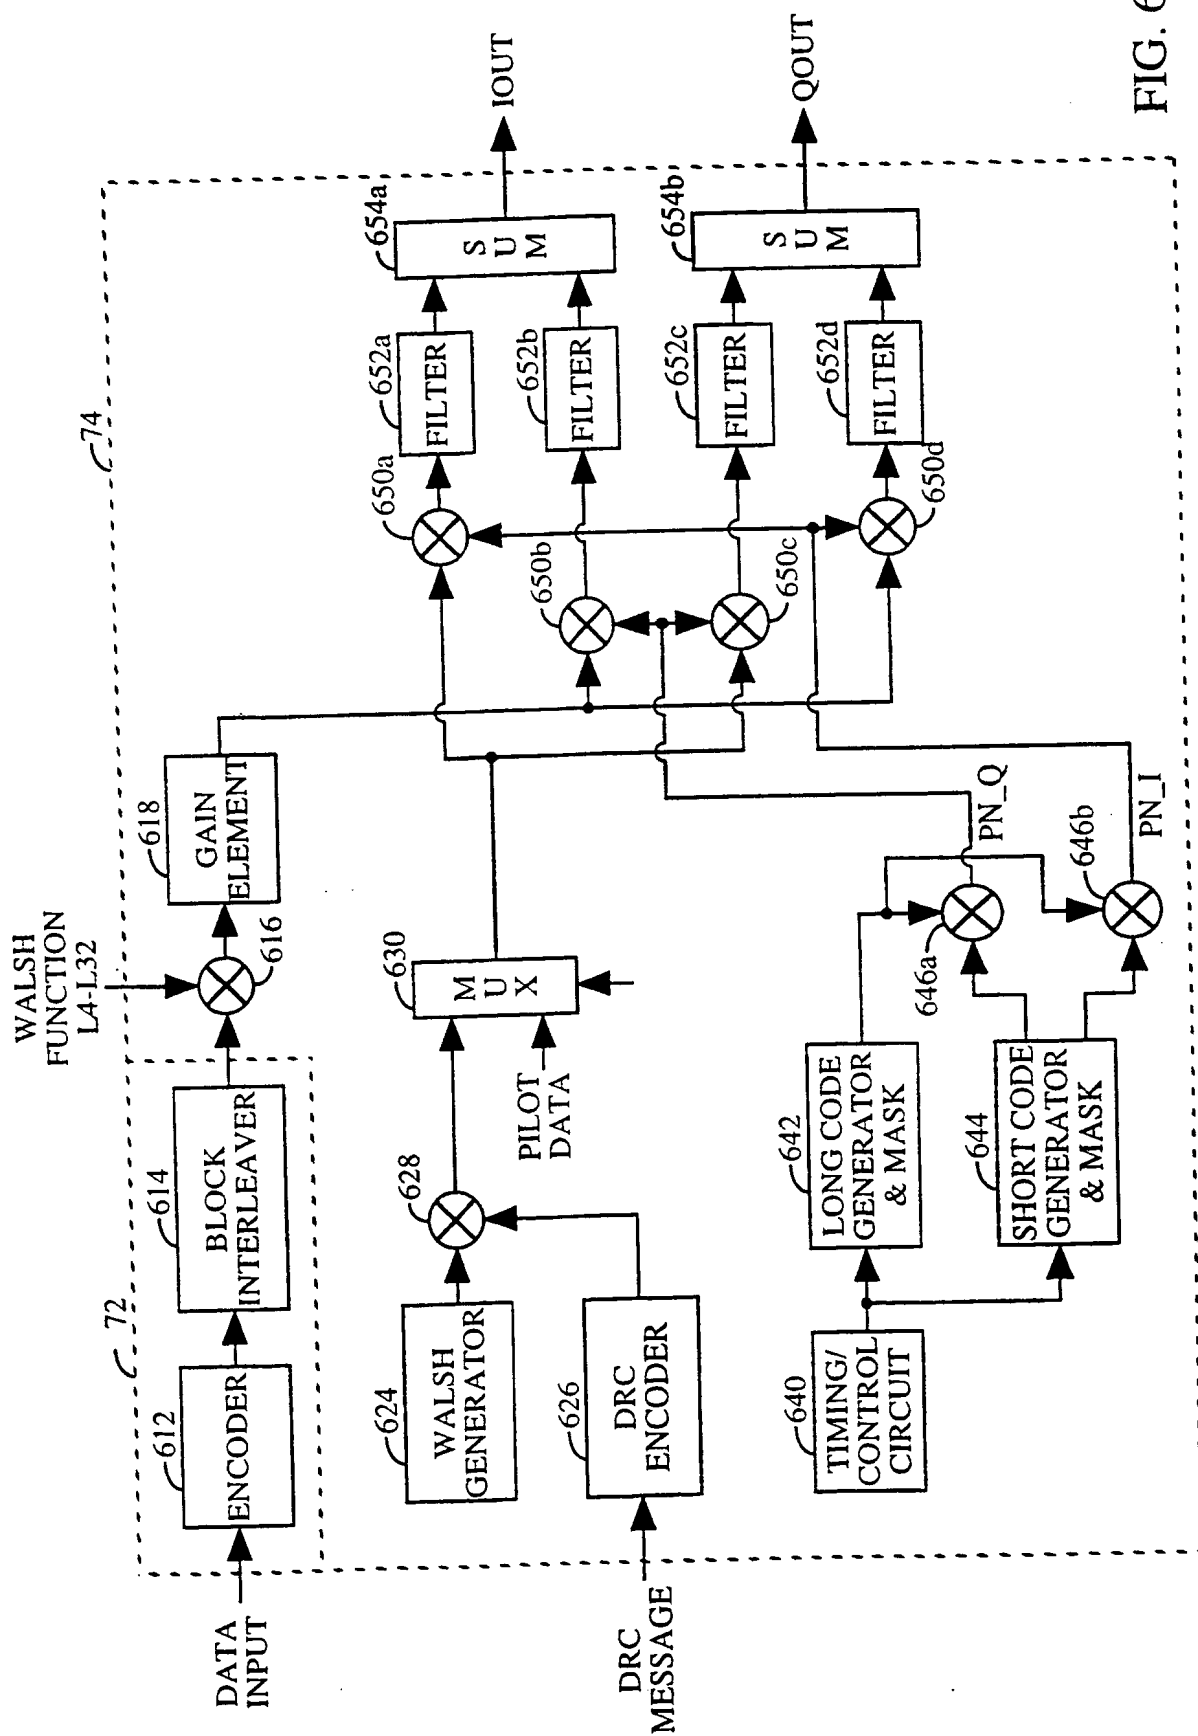 WALSH
FUNCTION
L4-L32
72
74
DATA
INPUT
612
ENCODER
614
BLOCK
INTERLEAVER
616
618
GAIN
ELEMENT
624
WALSH
GENERATOR
628
630
M
U
X
PILOT
DATA
DRC
MESSAGE
626
DRC
ENCODER
640
TIMING/
CONTROL
CIRCUIT
642
LONG CODE
GENERATOR
& MASK
644
SHORT CODE
GENERATOR
& MASK
646a
PN_Q
646b
PN_I
650a
650b
650c
650d
652a
FILTER
652b
FILTER
652c
FILTER
652d
FILTER
654a
S
U
M
IOUT
654b
S
U
M
QOUT
FIG. 6